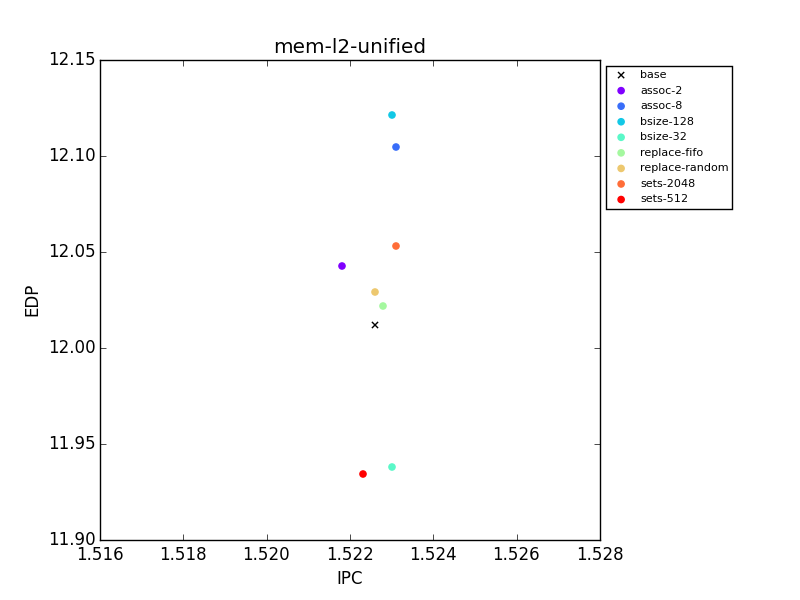 mem-l2-unified
12.15
12.10
12.05
12.00
11.95
11.90
EDP
1.516
1.518
1.520
1.522
1.524
1.526
1.528
IPC
base
assoc-2
assoc-8
bsize-128
bsize-32
replace-fifo
replace-random
sets-2048
sets-512